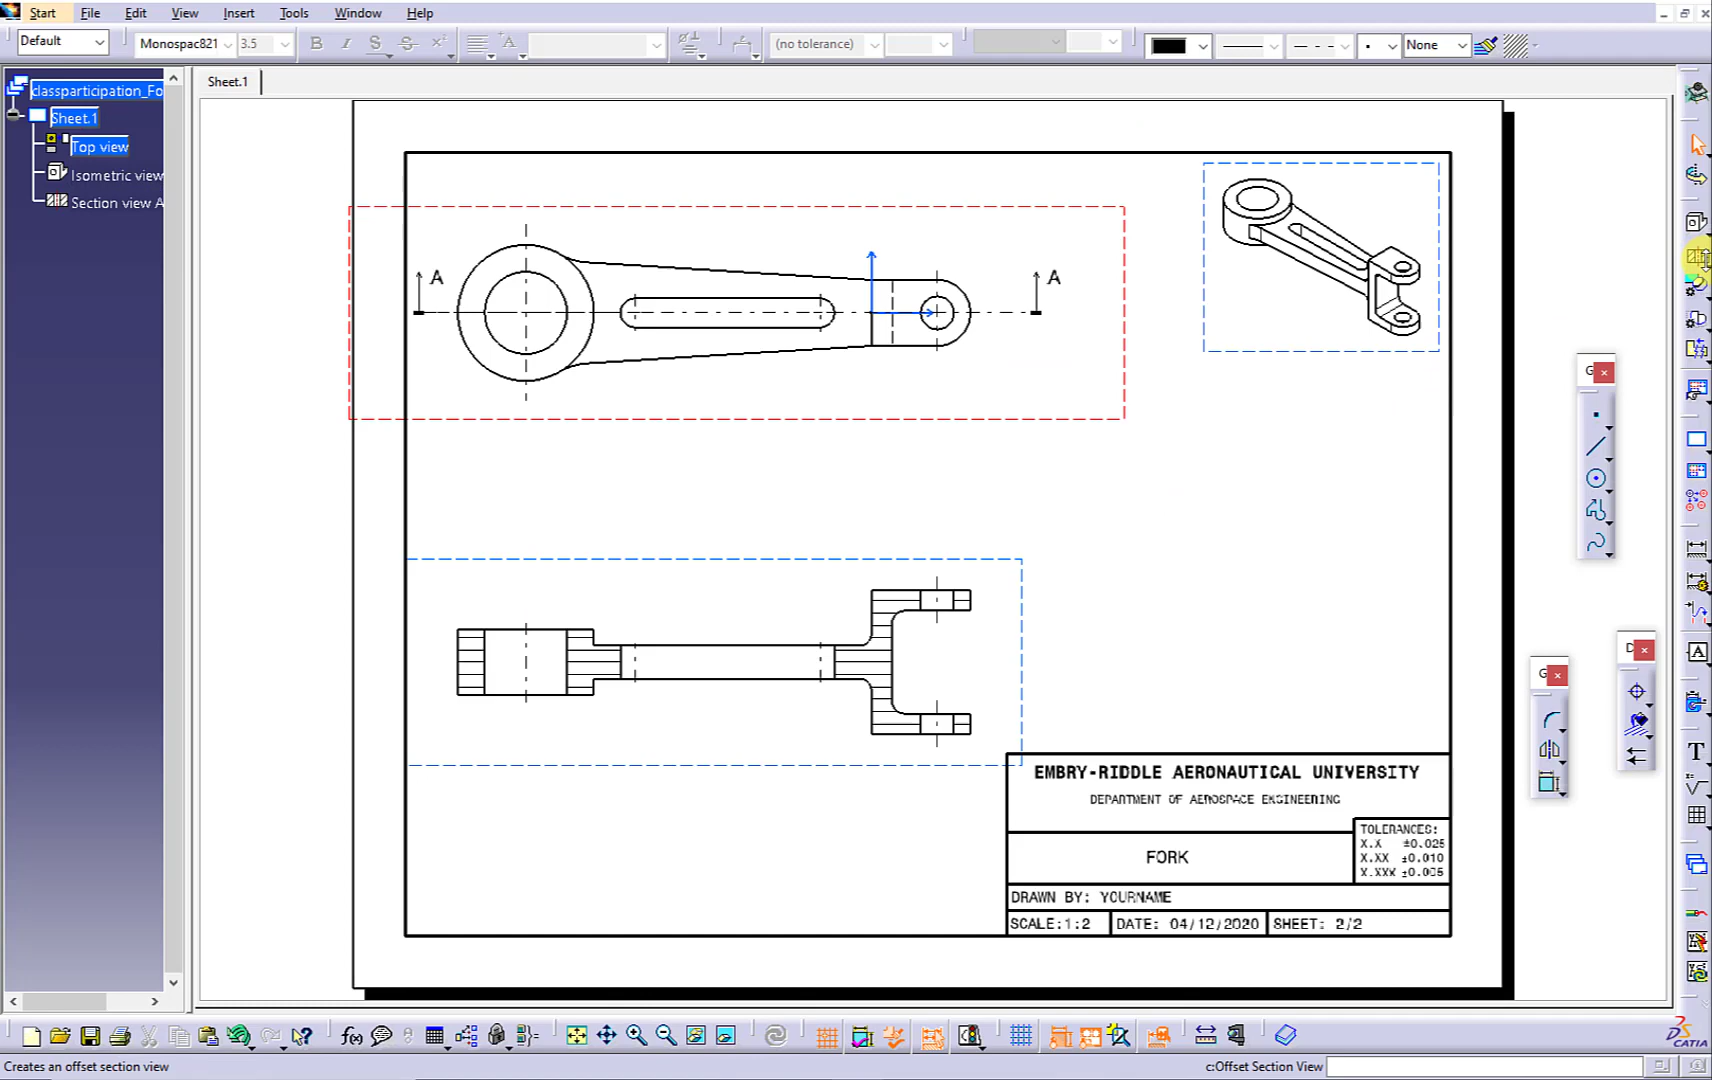 Start File Edit View Insert Tools Window Help
Default Monospac821 3.5 B I S S (no tolerance) None
classparticipation_Fo
Sheet.1
Top view
Isometric view
Section view A
Sheet.1
A A
EMBRY-RIDDLE AERONAUTICAL UNIVERSITY
DEPARTMENT OF AEROSPACE ENGINEERING
FORK
TOLERANCES:
X.X ±0.025
X.XX ±0.010
X.XXX ±0.005
DRAWN BY: YOURNAME
SCALE:1:2 DATE: 04/12/2020 SHEET: 2/2
G
G
D
A
T
f(x)
CATIA
Creates an offset section view c:Offset Section View